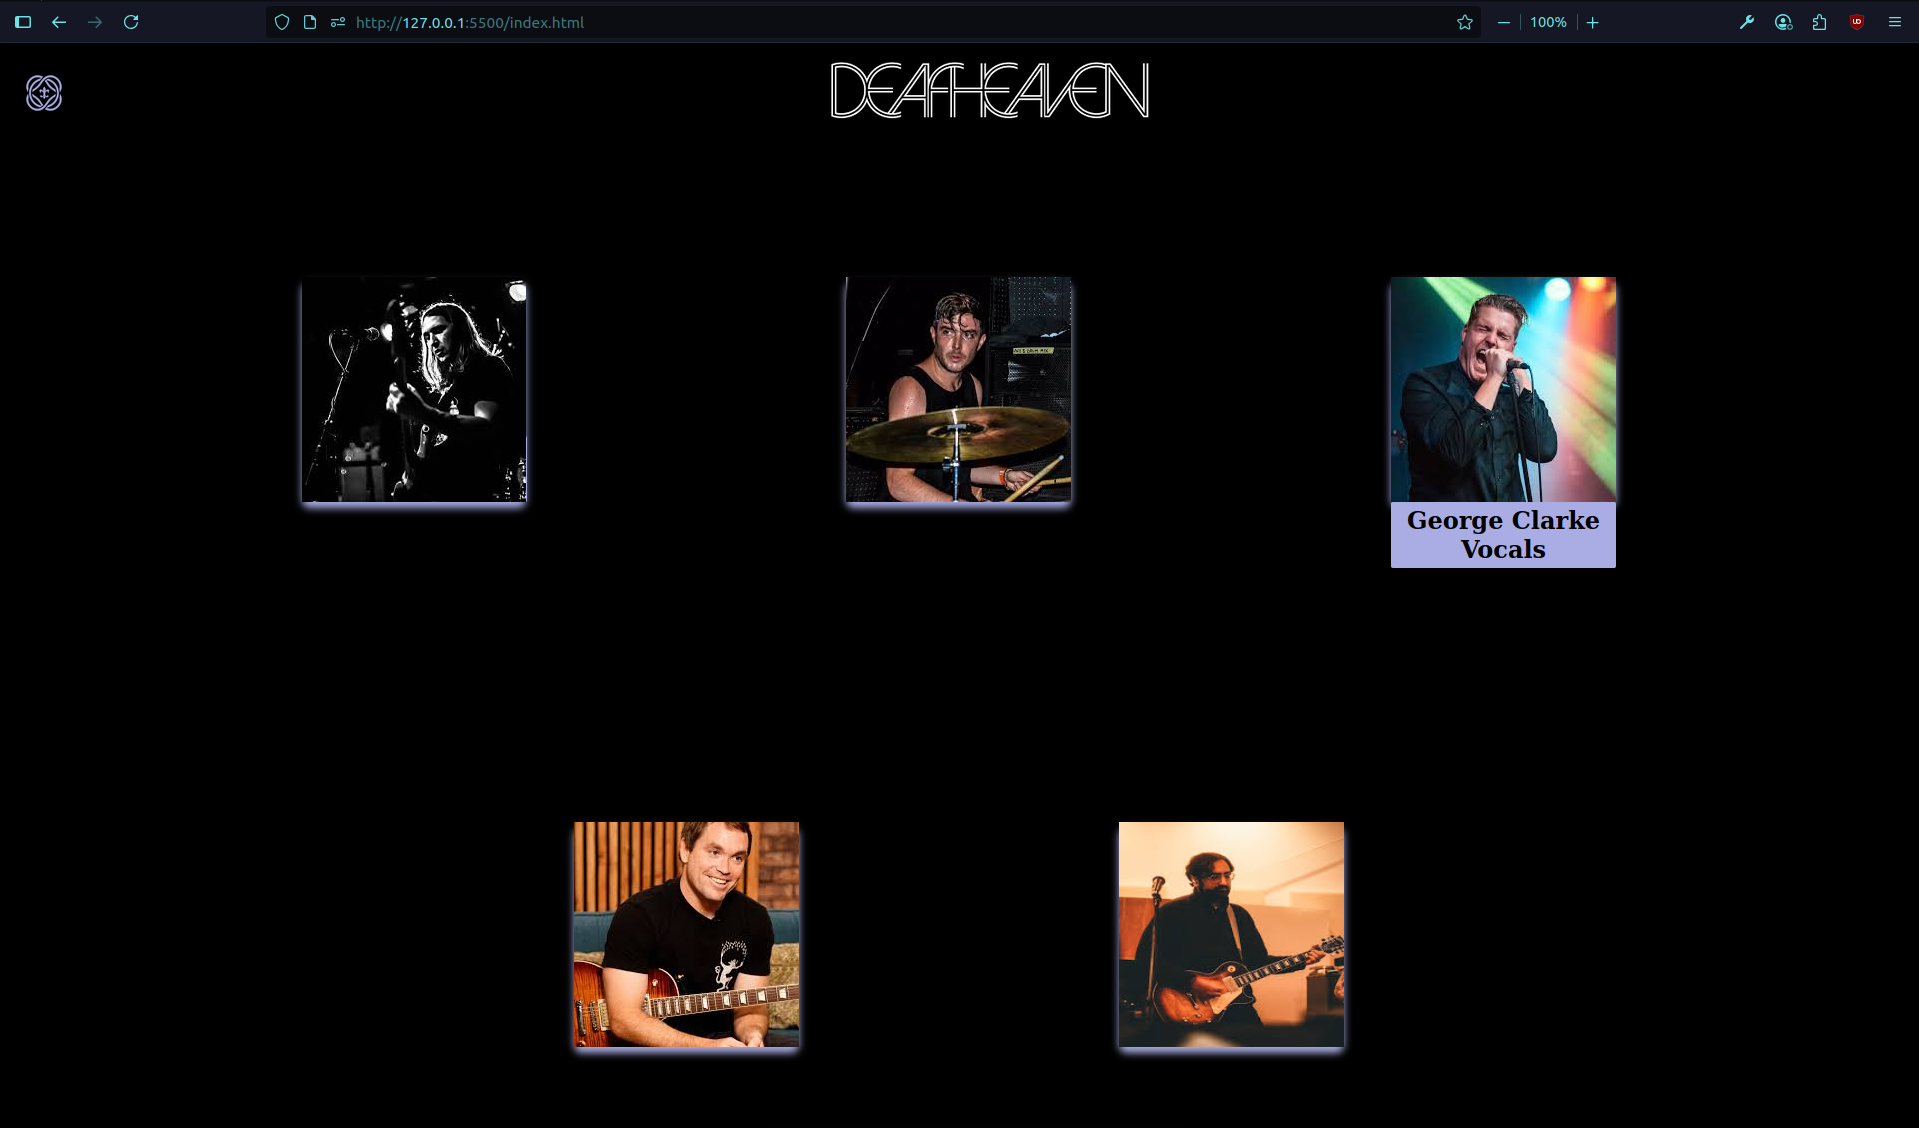 http://127.0.0.1:5500/index.html
100%
DEAFHEAVEN
George Clarke
Vocals